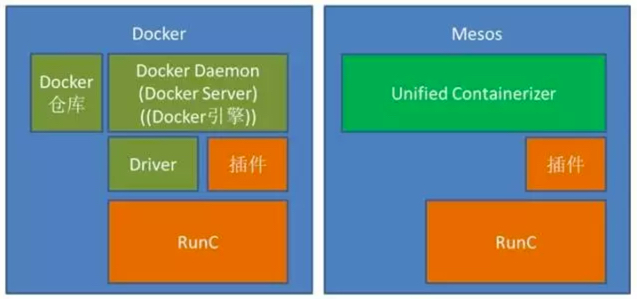 Docker
Docker
仓库
Docker Daemon
(Docker Server)
((Docker引擎))
Driver
插件
RunC
Mesos
Unified Containerizer
插件
RunC